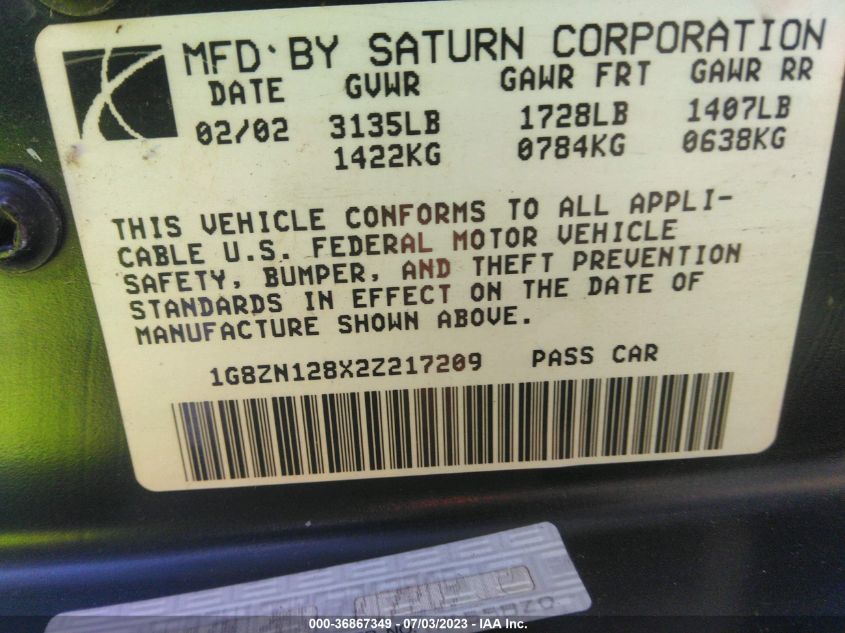 MFD BY SATURN CORPORATION
DATE GVWR GAWR FRT GAWR RR
02/02 3135LB 1728LB 1407LB
1422KG 0784KG 0638KG
THIS VEHICLE CONFORMS TO ALL APPLI-
CABLE U.S. FEDERAL MOTOR VEHICLE
SAFETY, BUMPER, AND THEFT PREVENTION
STANDARDS IN EFFECT ON THE DATE OF
MANUFACTURE SHOWN ABOVE.
1G8ZN128X2Z217209 PASS CAR
000-36867349 - 07/03/2023 - IAA Inc.